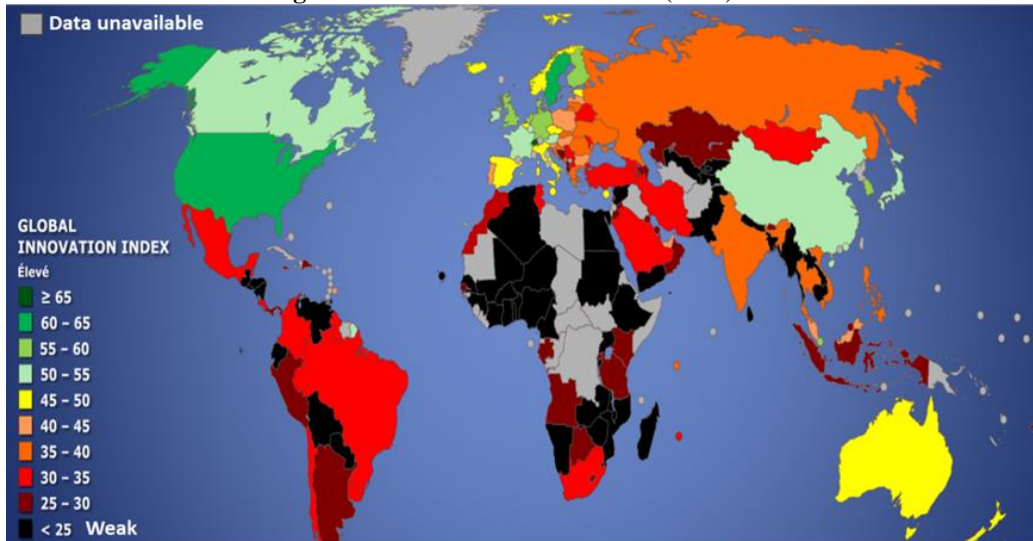 Data unavailable
GLOBAL
INNOVATION INDEX
Élevé
≥ 65
60 – 65
55 – 60
50 – 55
45 – 50
40 – 45
35 – 40
30 – 35
25 – 30
< 25 Weak